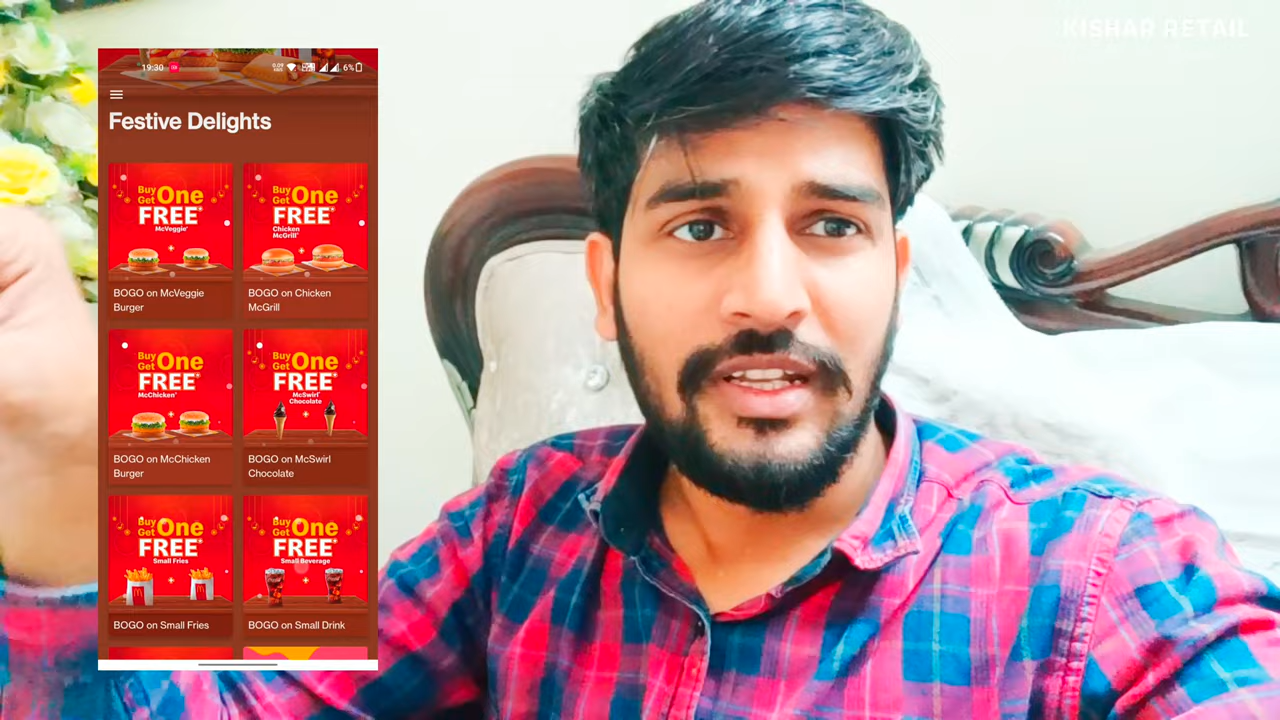 KISHAR RETAIL
19:30
6%
Festive Delights
Buy One
Get
FREE*
McVeggie*
Buy One
Get
FREE*
Chicken
McGrill*
BOGO on McVeggie
Burger
BOGO on Chicken
McGrill
Buy One
Get
FREE*
McChicken*
Buy One
Get
FREE*
McSwirl*
Chocolate
BOGO on McChicken
Burger
BOGO on McSwirl
Chocolate
Buy One
Get
FREE*
Small Fries
Buy One
Get
FREE*
Small Beverage
BOGO on Small Fries
BOGO on Small Drink